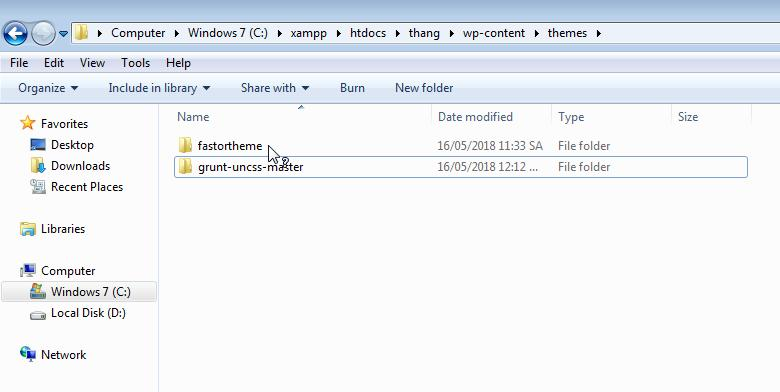 Computer Windows 7 (C:) xampp htdocs thang wp-content themes
File Edit View Tools Help
Organize Include in library Share with Burn New folder
Favorites
Desktop
Downloads
Recent Places
Libraries
Computer
Windows 7 (C:)
Local Disk (D:)
Network
Name Date modified Type Size
fastortheme 16/05/2018 11:33 SA File folder
grunt-uncss-master 16/05/2018 12:12 ... File folder